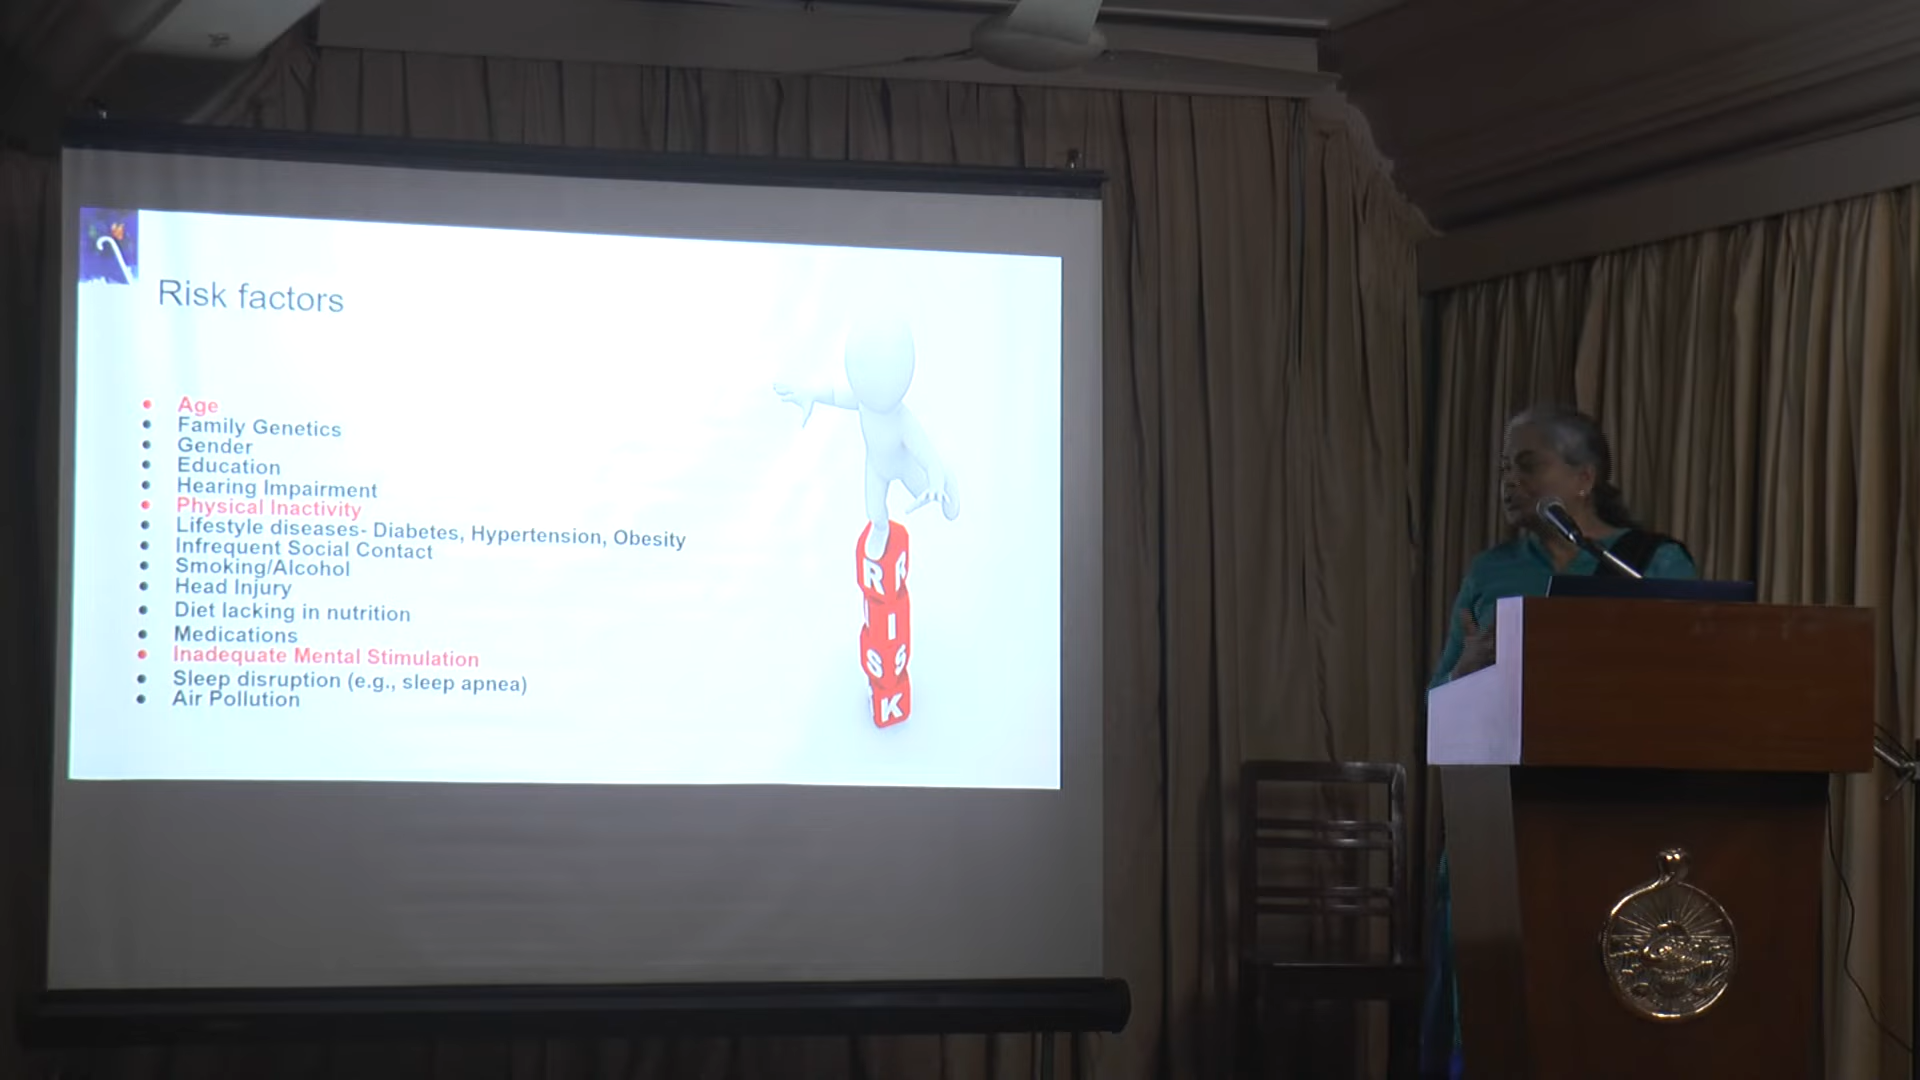 Risk factors
Age
Family Genetics
Gender
Education
Hearing Impairment
Physical Inactivity
Lifestyle diseases- Diabetes, Hypertension, Obesity
Infrequent Social Contact
Smoking/Alcohol
Head Injury
Diet lacking in nutrition
Medications
Inadequate Mental Stimulation
Sleep disruption (e.g., sleep apnea)
Air Pollution
R R
I I
S S
K